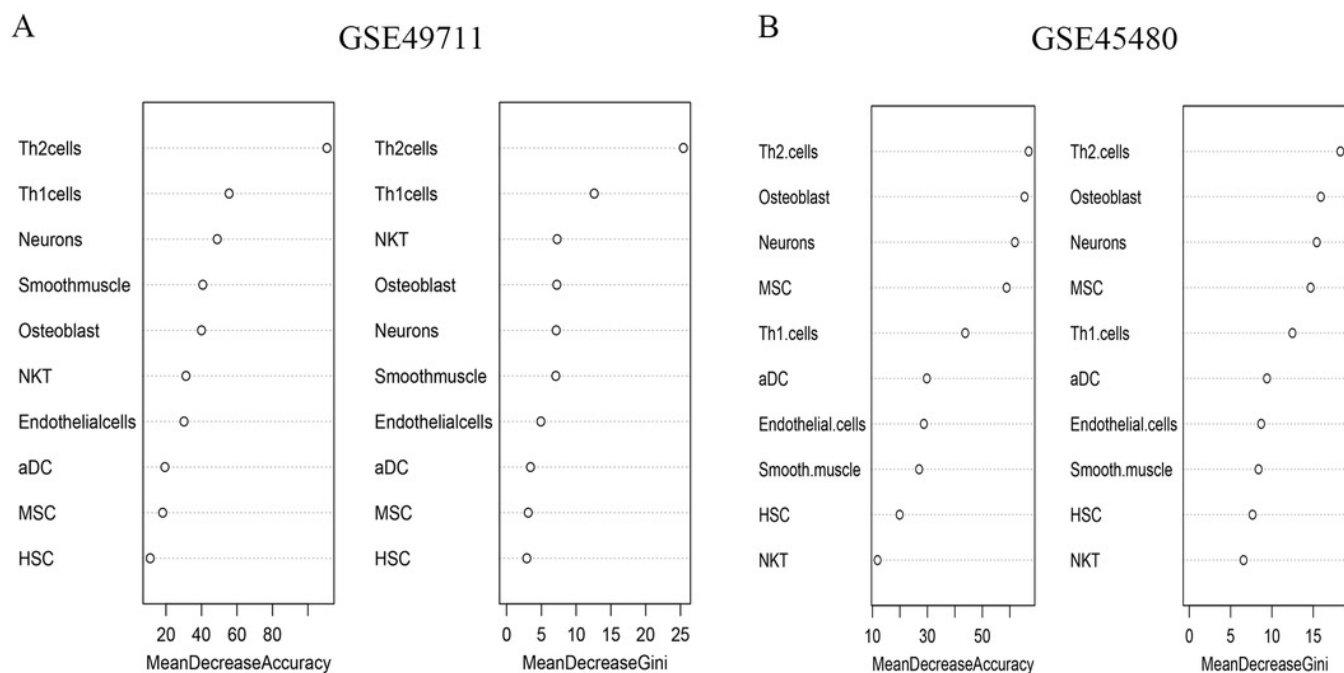 A
GSE49711
Th2cells
Th1cells
Neurons
Smoothmuscle
Osteoblast
NKT
Endothelialcells
aDC
MSC
HSC
20 40 60 80
MeanDecreaseAccuracy
Th2cells
Th1cells
NKT
Osteoblast
Neurons
Smoothmuscle
Endothelialcells
aDC
MSC
HSC
0 5 10 15 20 25
MeanDecreaseGini
B
GSE45480
Th2.cells
Osteoblast
Neurons
MSC
Th1.cells
aDC
Endothelial.cells
Smooth.muscle
HSC
NKT
10 30 50
MeanDecreaseAccuracy
Th2.cells
Osteoblast
Neurons
MSC
Th1.cells
aDC
Endothelial.cells
Smooth.muscle
HSC
NKT
0 5 10 15
MeanDecreaseGini